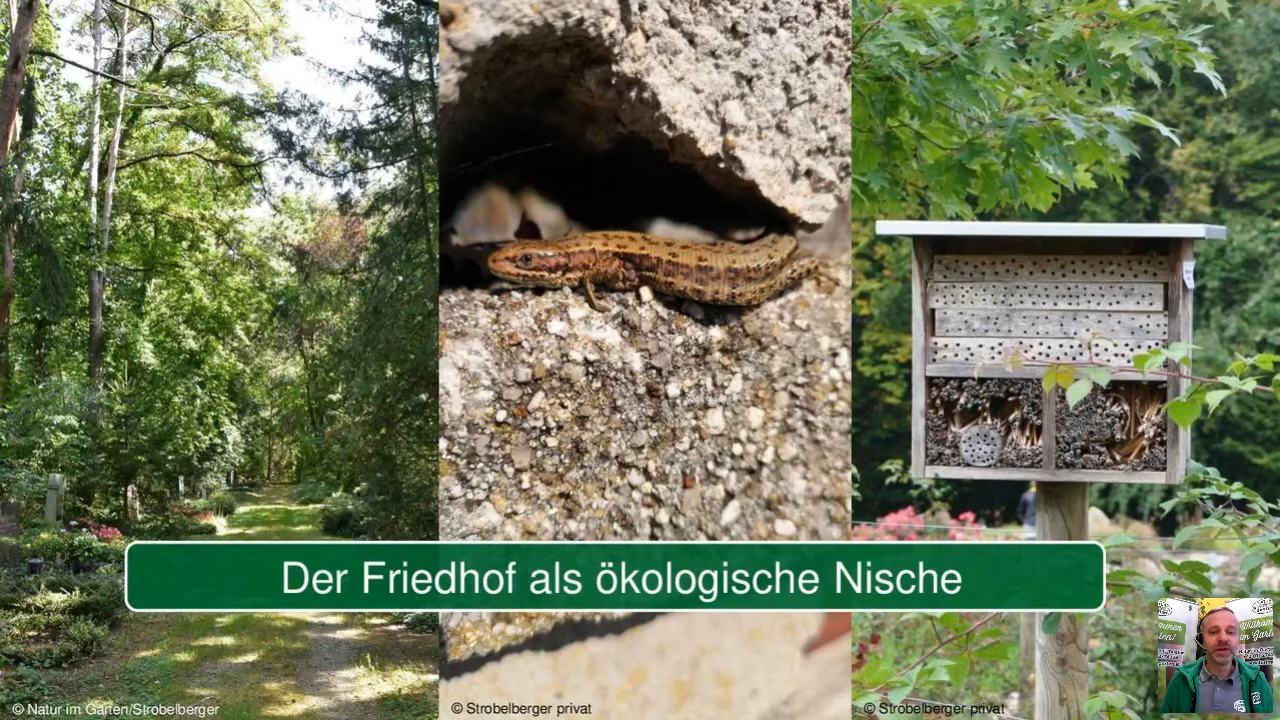 Der Friedhof als ökologische Nische
© Natur im Garten/Strobelberger
© Strobelberger privat
© Strobelberger privat